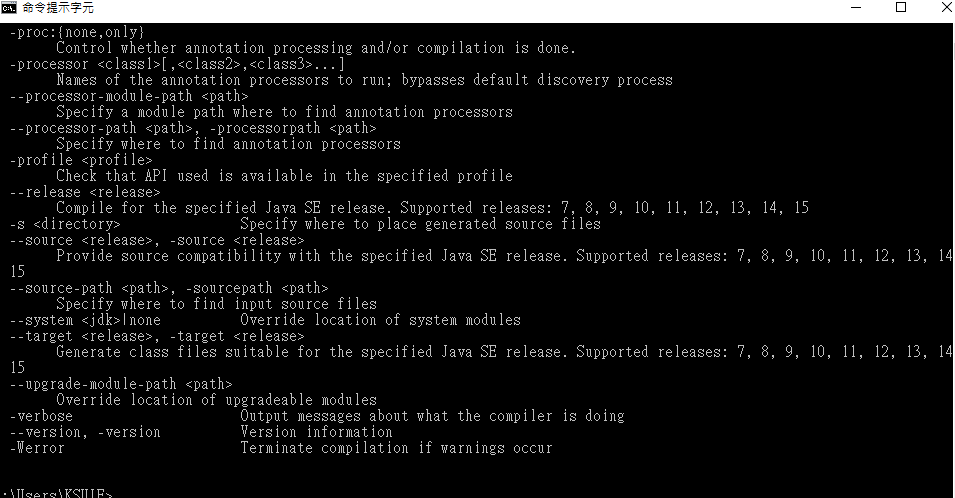 命令提示字元
-proc:{none,only}
Control whether annotation processing and/or compilation is done.
-processor <class1>[,<class2>,<class3>...]
Names of the annotation processors to run; bypasses default discovery process
--processor-module-path <path>
Specify a module path where to find annotation processors
--processor-path <path>, -processorpath <path>
Specify where to find annotation processors
-profile <profile>
Check that API used is available in the specified profile
--release <release>
Compile for the specified Java SE release. Supported releases: 7, 8, 9, 10, 11, 12, 13, 14, 15
-s <directory> Specify where to place generated source files
--source <release>, -source <release>
Provide source compatibility with the specified Java SE release. Supported releases: 7, 8, 9, 10, 11, 12, 13, 14
15
--source-path <path>, -sourcepath <path>
Specify where to find input source files
--system <jdk>|none Override location of system modules
--target <release>, -target <release>
Generate class files suitable for the specified Java SE release. Supported releases: 7, 8, 9, 10, 11, 12, 13, 14
15
--upgrade-module-path <path>
Override location of upgradeable modules
-verbose Output messages about what the compiler is doing
--version, -version Version information
-Werror Terminate compilation if warnings occur
:\Users\KSUIE>